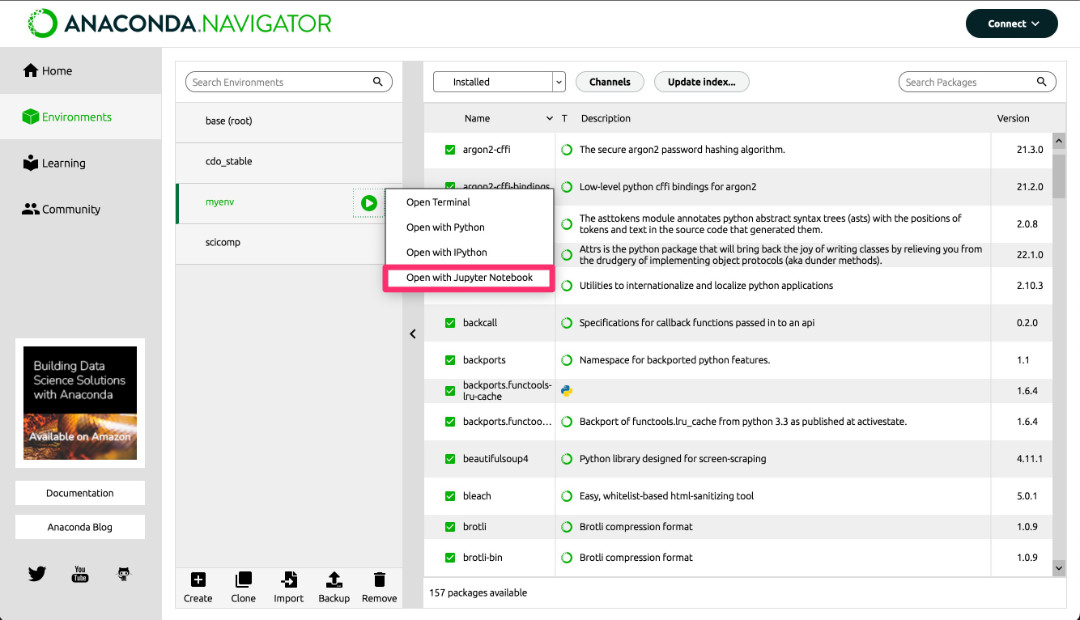 ANACONDA.NAVIGATOR
Connect
Home
Environments
Learning
Community
Building Data
Science Solutions
with Anaconda
Available on Amazon
Documentation
Anaconda Blog
You
Tube
Search Environments
base (root)
cdo_stable
myenv
scicomp
Open Terminal
Open with Python
Open with IPython
Open with Jupyter Notebook
Create
Clone
Import
Backup
Remove
Installed
Channels
Update index...
Search Packages
Name T Description Version
argon2-cffi The secure argon2 password hashing algorithm. 21.3.0
argon2-cffi-bindings Low-level python cffi bindings for argon2 21.2.0
The asttokens module annotates python abstract syntax trees (asts) with the positions of
tokens and text in the source code that generated them. 2.0.8
Attrs is the python package that will bring back the joy of writing classes by relieving you from
the drudgery of implementing object protocols (aka dunder methods). 22.1.0
Utilities to internationalize and localize python applications 2.10.3
backcall Specifications for callback functions passed in to an api 0.2.0
backports Namespace for backported python features. 1.1
backports.functools-
lru-cache 1.6.4
backports.functoo... Backport of functools.lru_cache from python 3.3 as published at activestate. 1.6.4
beautifulsoup4 Python library designed for screen-scraping 4.11.1
bleach Easy, whitelist-based html-sanitizing tool 5.0.1
brotli Brotli compression format 1.0.9
brotli-bin Brotli compression format 1.0.9
157 packages available